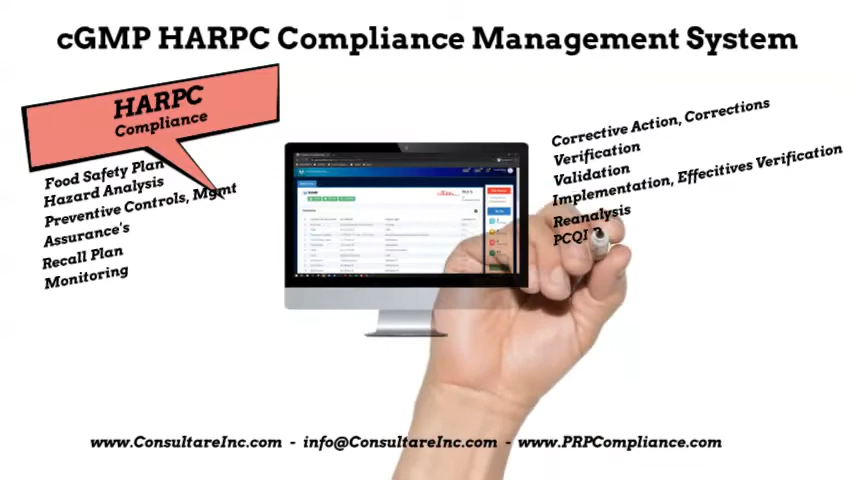 cGMP HARPC Compliance Management System
HARPC
Compliance
Food Safety Plan
Hazard Analysis
Preventive Controls, Mgmt
Assurance's
Recall Plan
Monitoring
Corrective Action, Corrections
Verification
Validation
Implementation, Effecitives Verification
Reanalysis
PCQI
www.ConsultareInc.com - info@ConsultareInc.com - www.PRPCompliance.com